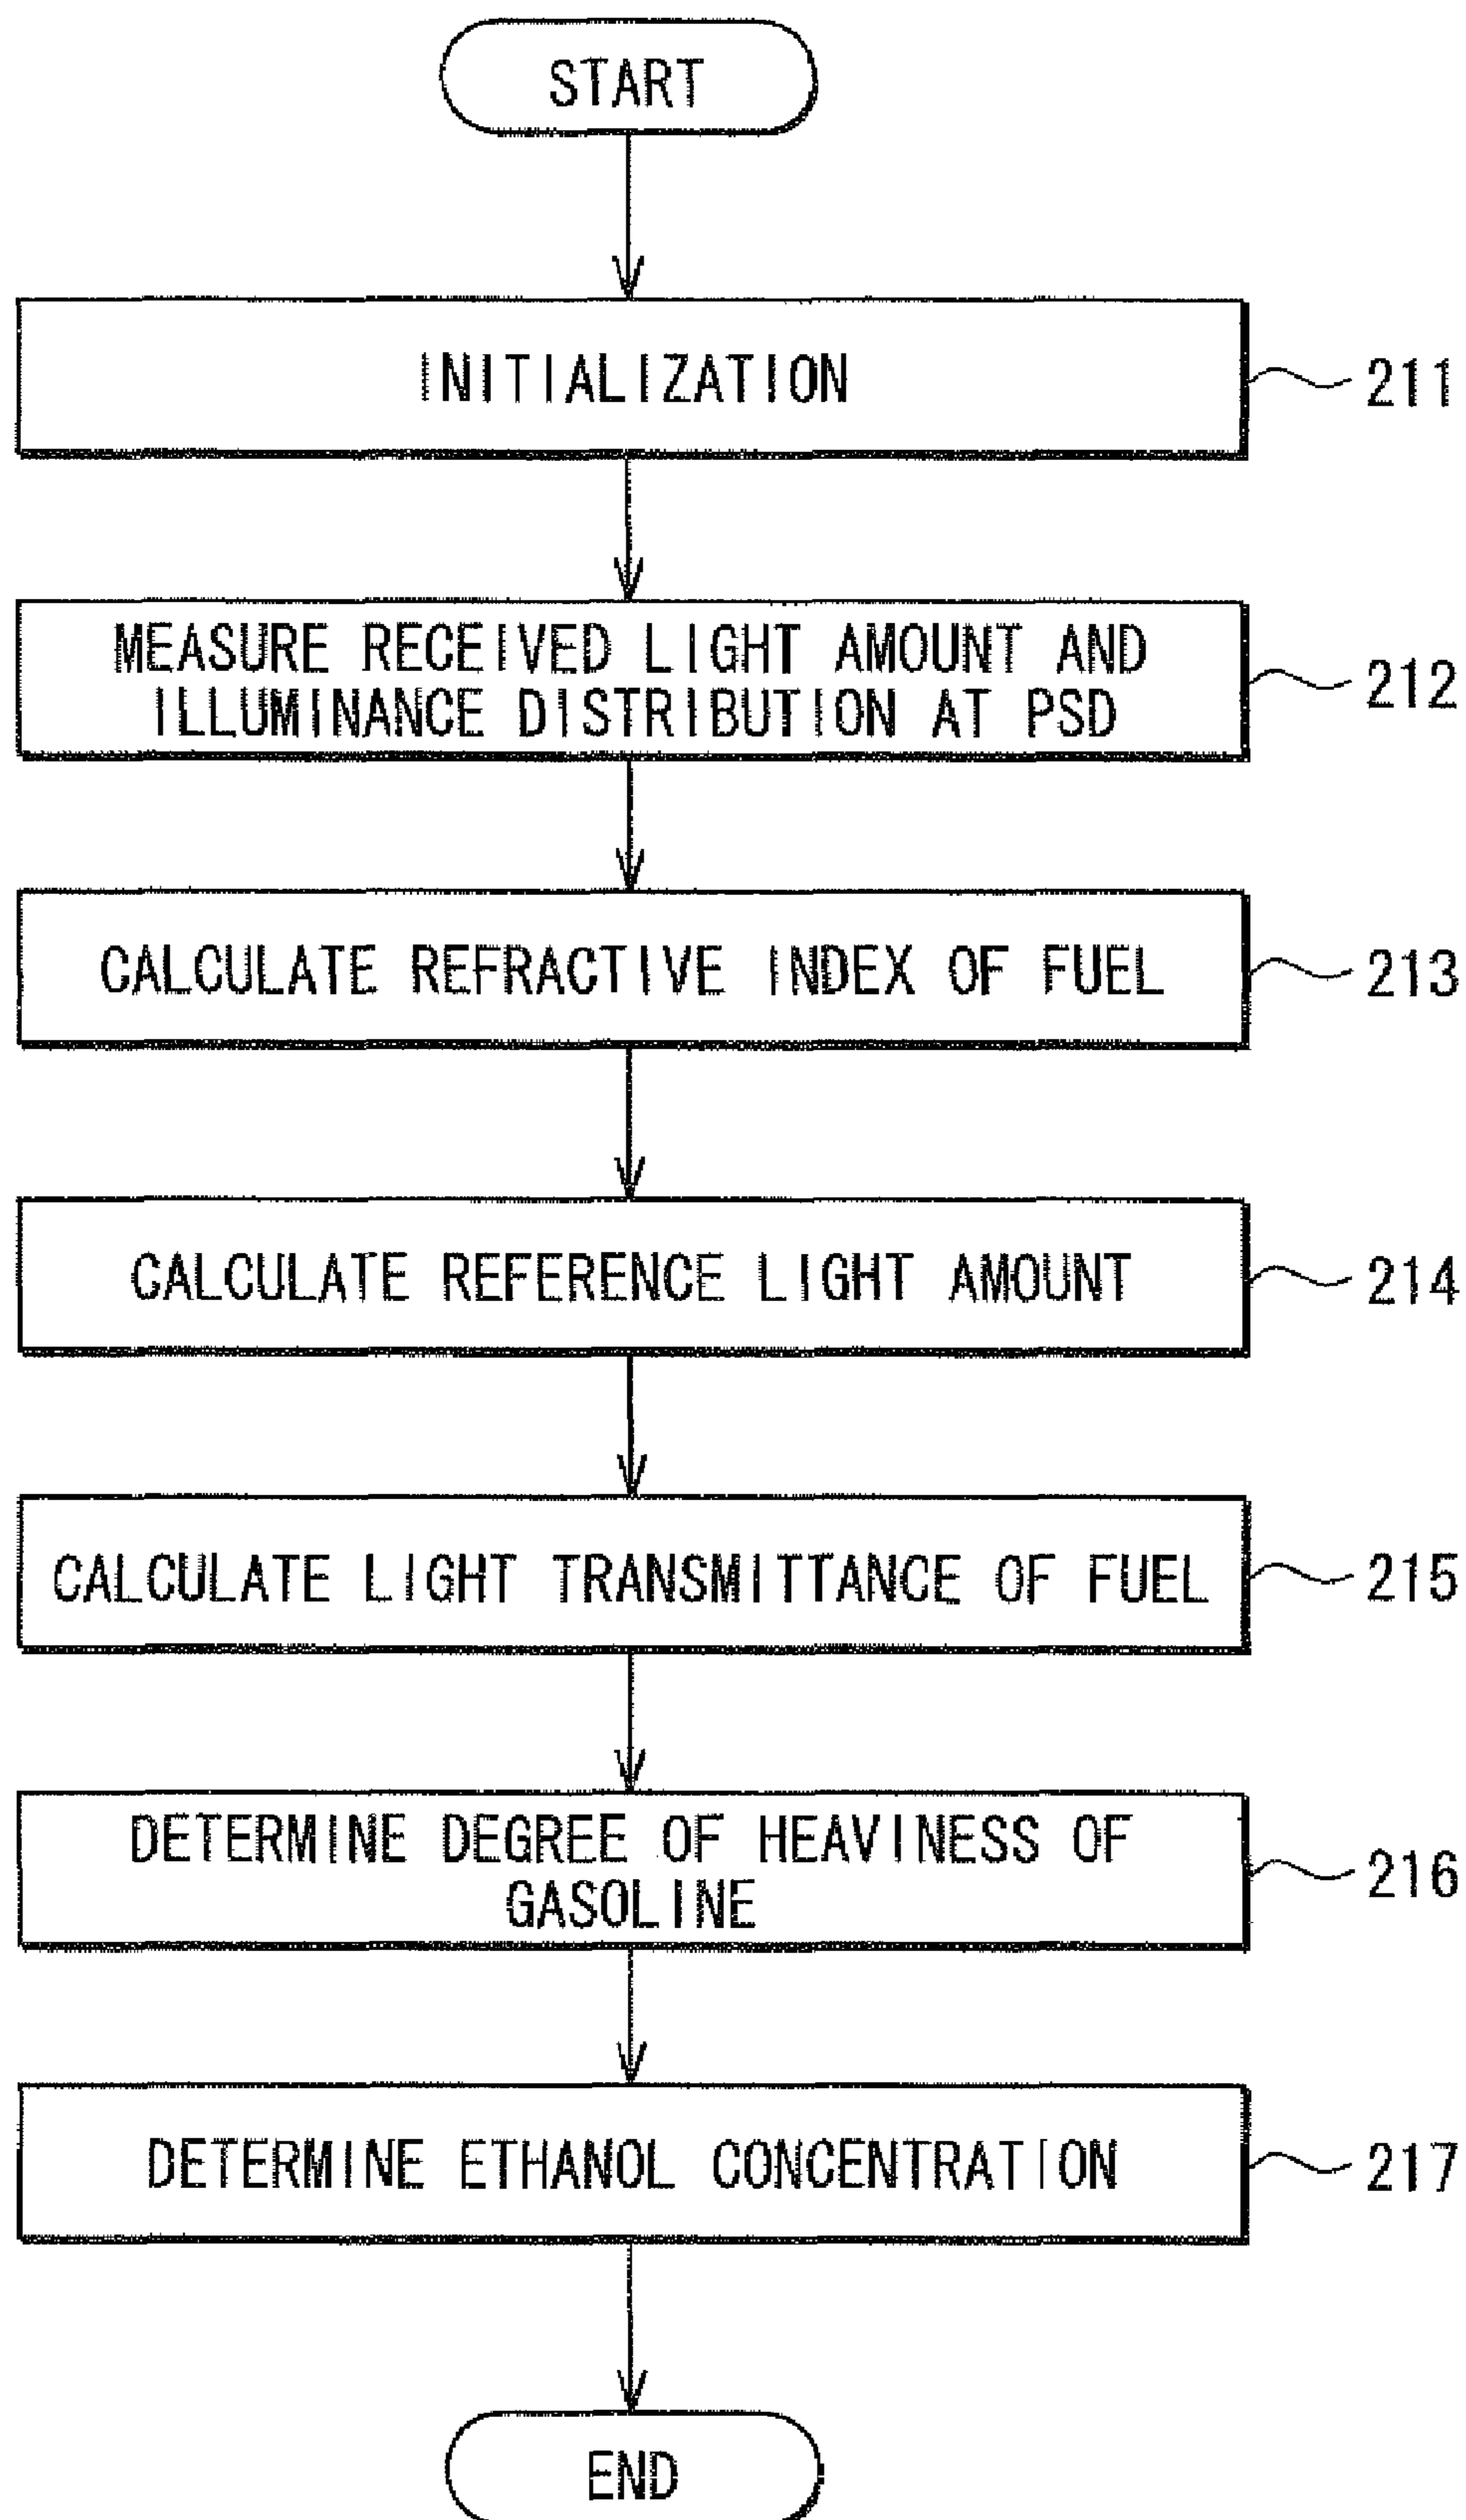 START
INITIALIZATION
211
MEASURE RECEIVED LIGHT AMOUNT AND
ILLUMINANCE DISTRIBUTION AT PSD
212
CALCULATE REFRACTIVE INDEX OF FUEL
213
CALCULATE REFERENCE LIGHT AMOUNT
214
CALCULATE LIGHT TRANSMITTANCE OF FUEL
215
DETERMINE DEGREE OF HEAVINESS OF
GASOLINE
216
DETERMINE ETHANOL CONCENTRATION
217
END